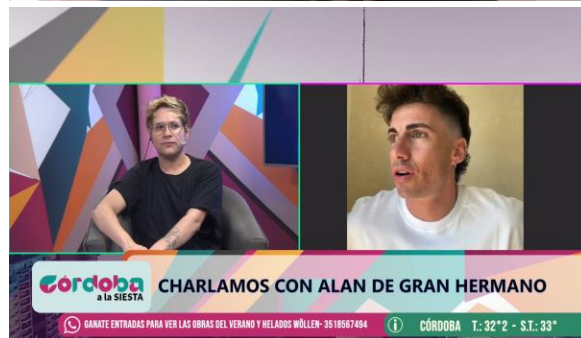 Córdoba
a la SIESTA
CHARLAMOS CON ALAN DE GRAN HERMANO
GANATE ENTRADAS PARA VER LAS OBRAS DEL VERANO Y HELADOS WÖLLEN- 3518567494
i CÓRDOBA T.: 32°2 - S.T.: 33°